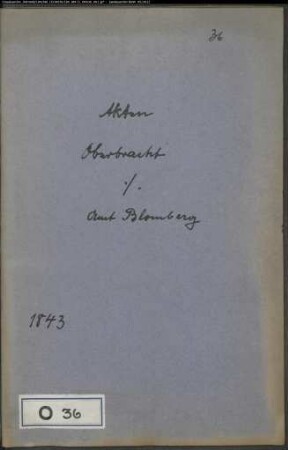 36
Akten
Oberbracht
./.
Amt Blomberg
1843
O 36